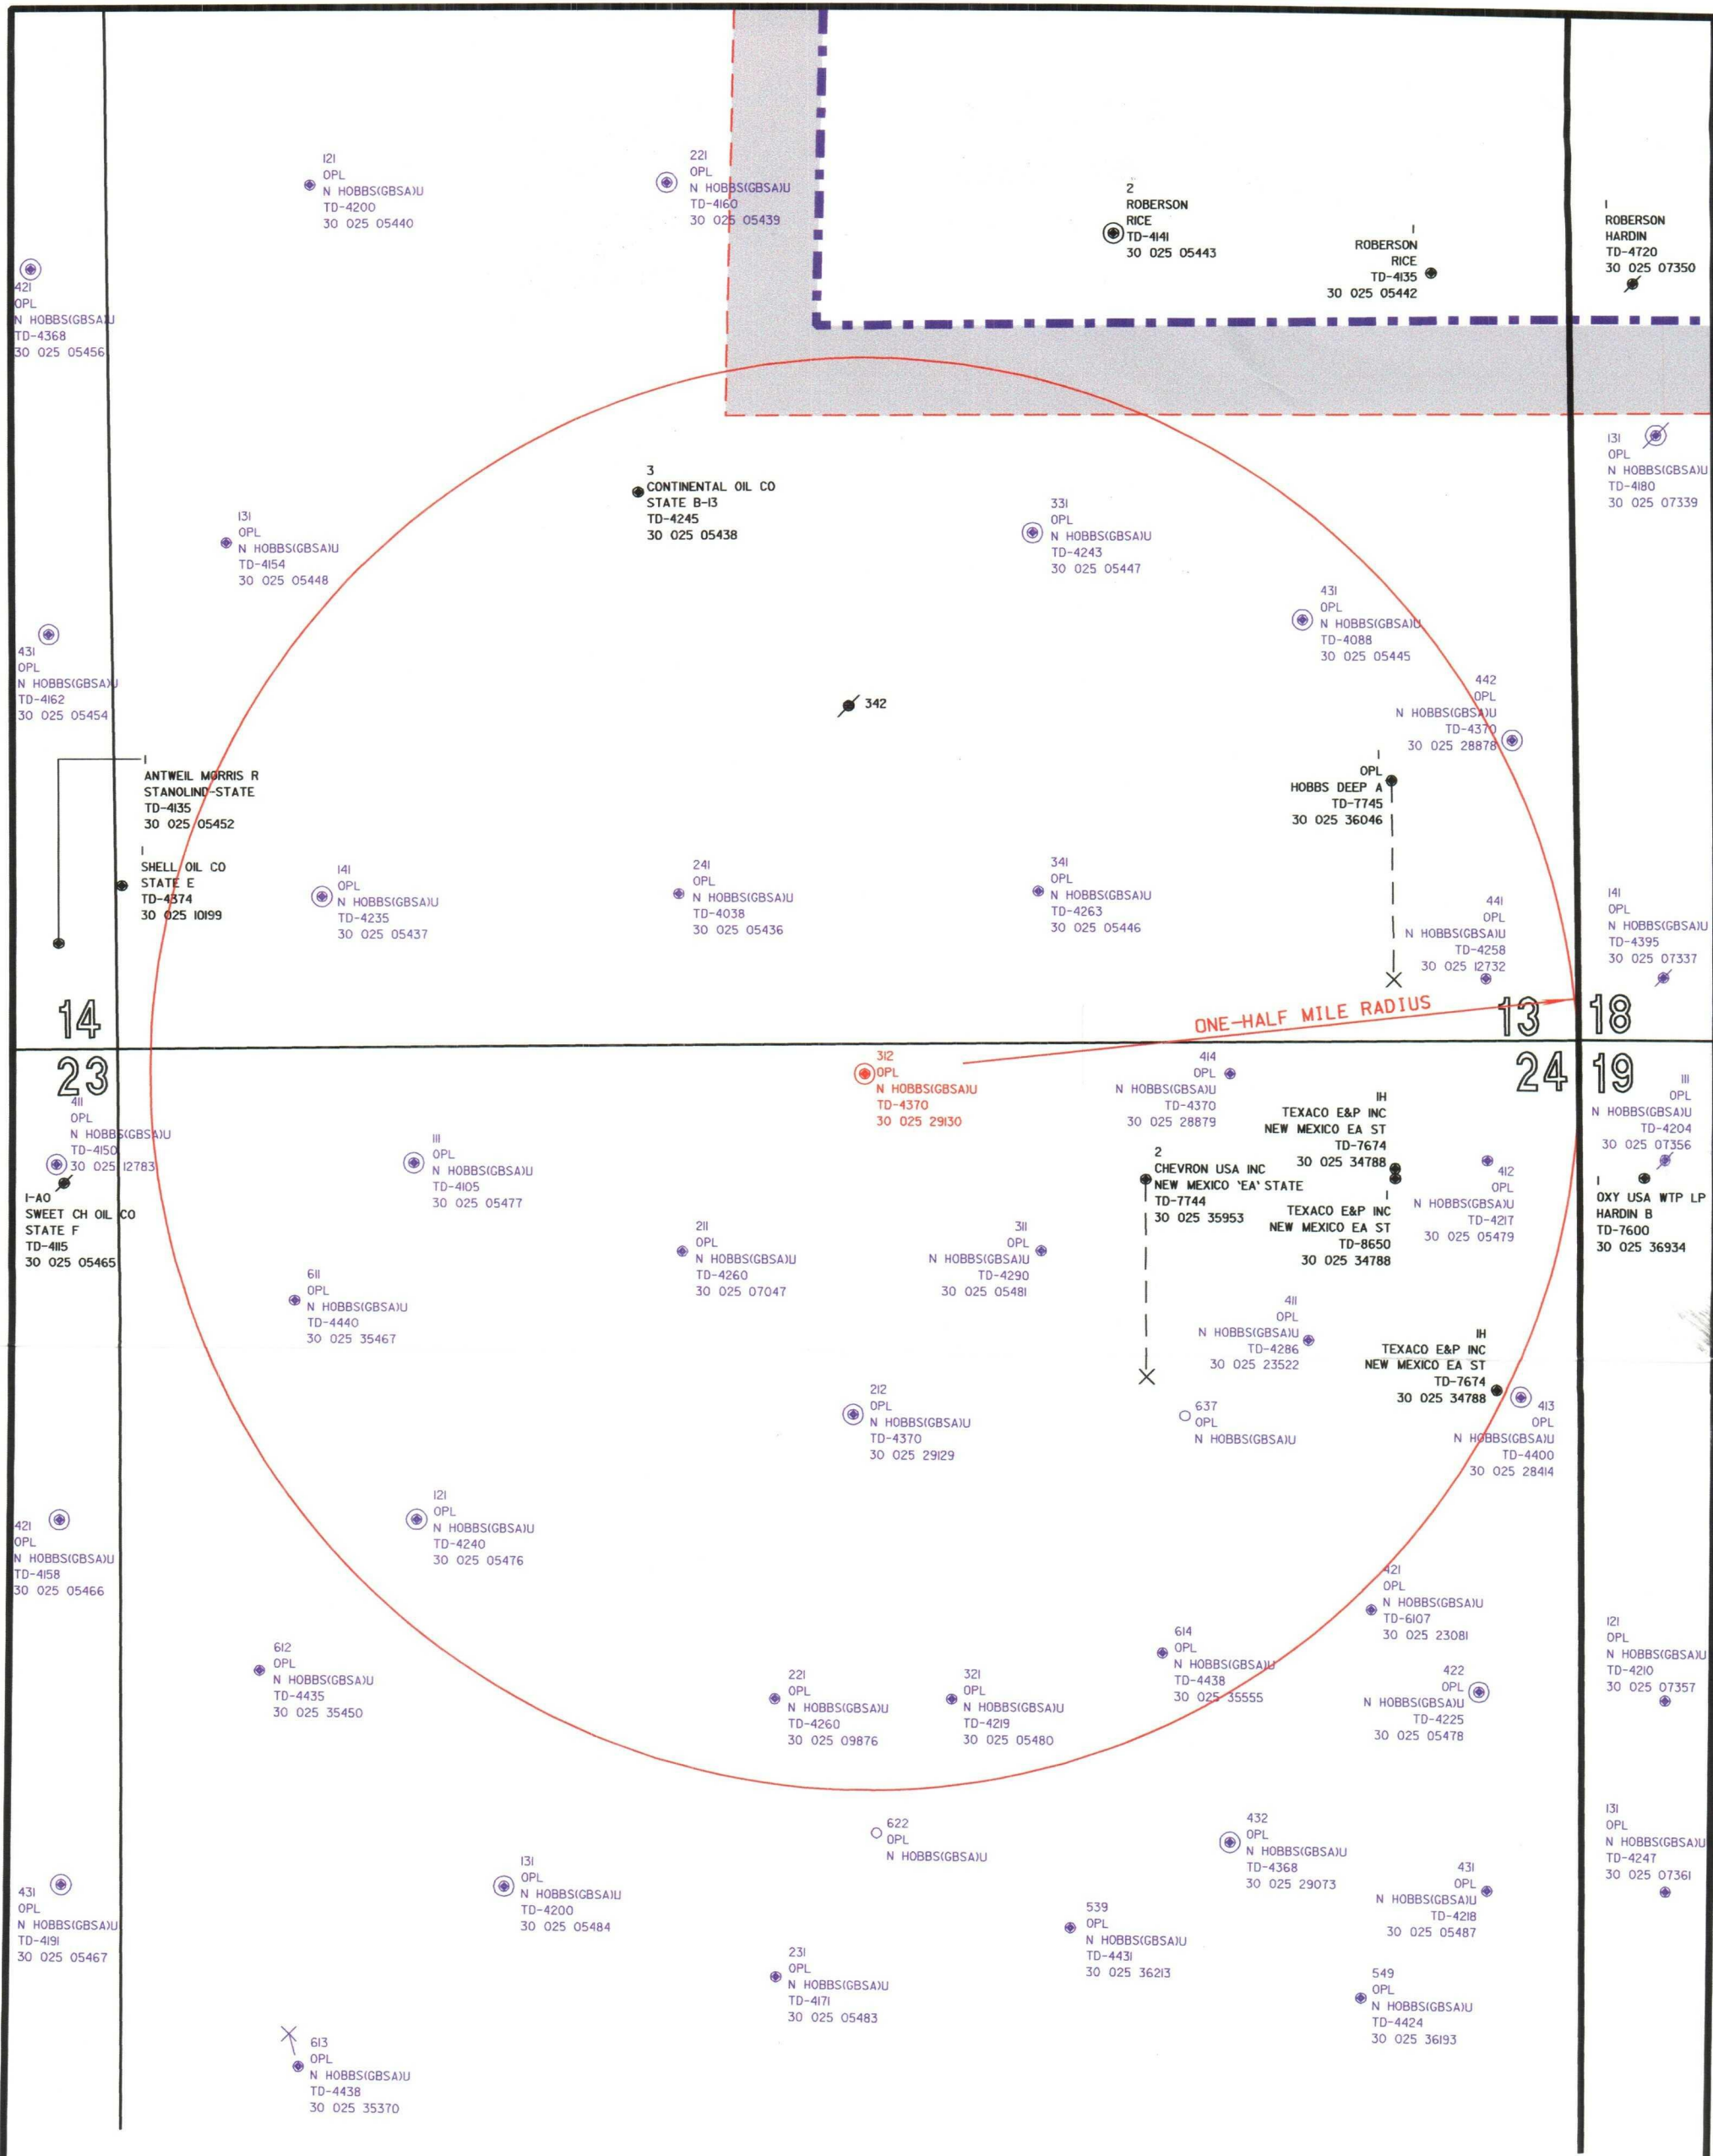 121
OPL
N HOBBS(GBSA)U
TD-4200
30 025 05440
221
OPL
N HOBBS(GBSA)U
TD-4160
30 025 05439
2
ROBERSON
RICE
TD-4141
30 025 05443
1
ROBERSON
RICE
TD-4135
30 025 05442
1
ROBERSON
HARDIN
TD-4720
30 025 07350
421
OPL
N HOBBS(GBSA)U
TD-4368
30 025 05456
131
OPL
N HOBBS(GBSA)U
TD-4180
30 025 07339
3
CONTINENTAL OIL CO
STATE B-13
TD-4245
30 025 05438
131
OPL
N HOBBS(GBSA)U
TD-4154
30 025 05448
331
OPL
N HOBBS(GBSA)U
TD-4243
30 025 05447
431
OPL
N HOBBS(GBSA)U
TD-4088
30 025 05445
431
OPL
N HOBBS(GBSA)U
TD-4162
30 025 05454
442
OPL
N HOBBS(GBSA)U
TD-4370
30 025 28878
342
1
ANTWEIL MORRIS R
STANOLIND-STATE
TD-4135
30 025 05452
1
OPL
HOBBS DEEP A
TD-7745
30 025 36046
1
SHELL OIL CO
STATE E
TD-4374
30 025 10199
141
OPL
N HOBBS(GBSA)U
TD-4235
30 025 05437
241
OPL
N HOBBS(GBSA)U
TD-4038
30 025 05436
341
OPL
N HOBBS(GBSA)U
TD-4263
30 025 05446
441
OPL
N HOBBS(GBSA)U
TD-4258
30 025 12732
141
OPL
N HOBBS(GBSA)U
TD-4395
30 025 07337
14
ONE-HALF MILE RADIUS
13
18
23
24
19
312
OPL
N HOBBS(GBSA)U
TD-4370
30 025 29130
414
OPL
N HOBBS(GBSA)U
TD-4370
30 025 28879
1H
TEXACO E&P INC
NEW MEXICO EA ST
TD-7674
30 025 34788
111
OPL
N HOBBS(GBSA)U
TD-4204
30 025 07356
411
OPL
N HOBBS(GBSA)U
TD-4150
30 025 12783
111
OPL
N HOBBS(GBSA)U
TD-4105
30 025 05477
2
CHEVRON USA INC
NEW MEXICO 'EA' STATE
TD-7744
30 025 35953
412
OPL
N HOBBS(GBSA)U
TD-4217
30 025 05479
1
TEXACO E&P INC
NEW MEXICO EA ST
TD-8650
30 025 34788
1
OXY USA WTP LP
HARDIN B
TD-7600
30 025 36934
1-AO
SWEET CH OIL CO
STATE F
TD-4115
30 025 05465
211
OPL
N HOBBS(GBSA)U
TD-4260
30 025 07047
311
OPL
N HOBBS(GBSA)U
TD-4290
30 025 05481
611
OPL
N HOBBS(GBSA)U
TD-4440
30 025 35467
411
OPL
N HOBBS(GBSA)U
TD-4286
30 025 23522
1H
TEXACO E&P INC
NEW MEXICO EA ST
TD-7674
30 025 34788
212
OPL
N HOBBS(GBSA)U
TD-4370
30 025 29129
637
OPL
N HOBBS(GBSA)U
413
OPL
N HOBBS(GBSA)U
TD-4400
30 025 28414
121
OPL
N HOBBS(GBSA)U
TD-4240
30 025 05476
421
OPL
N HOBBS(GBSA)U
TD-4158
30 025 05466
421
OPL
N HOBBS(GBSA)U
TD-6107
30 025 23081
612
OPL
N HOBBS(GBSA)U
TD-4435
30 025 35450
221
OPL
N HOBBS(GBSA)U
TD-4260
30 025 09876
321
OPL
N HOBBS(GBSA)U
TD-4219
30 025 05480
614
OPL
N HOBBS(GBSA)U
TD-4438
30 025 35555
422
OPL
N HOBBS(GBSA)U
TD-4225
30 025 05478
121
OPL
N HOBBS(GBSA)U
TD-4210
30 025 07357
622
OPL
N HOBBS(GBSA)U
432
OPL
N HOBBS(GBSA)U
TD-4368
30 025 29073
131
OPL
N HOBBS(GBSA)U
TD-4247
30 025 07361
431
OPL
N HOBBS(GBSA)U
TD-4191
30 025 05467
131
OPL
N HOBBS(GBSA)U
TD-4200
30 025 05484
431
OPL
N HOBBS(GBSA)U
TD-4218
30 025 05487
539
OPL
N HOBBS(GBSA)U
TD-4431
30 025 36213
231
OPL
N HOBBS(GBSA)U
TD-4171
30 025 05483
549
OPL
N HOBBS(GBSA)U
TD-4424
30 025 36193
613
OPL
N HOBBS(GBSA)U
TD-4438
30 025 35370